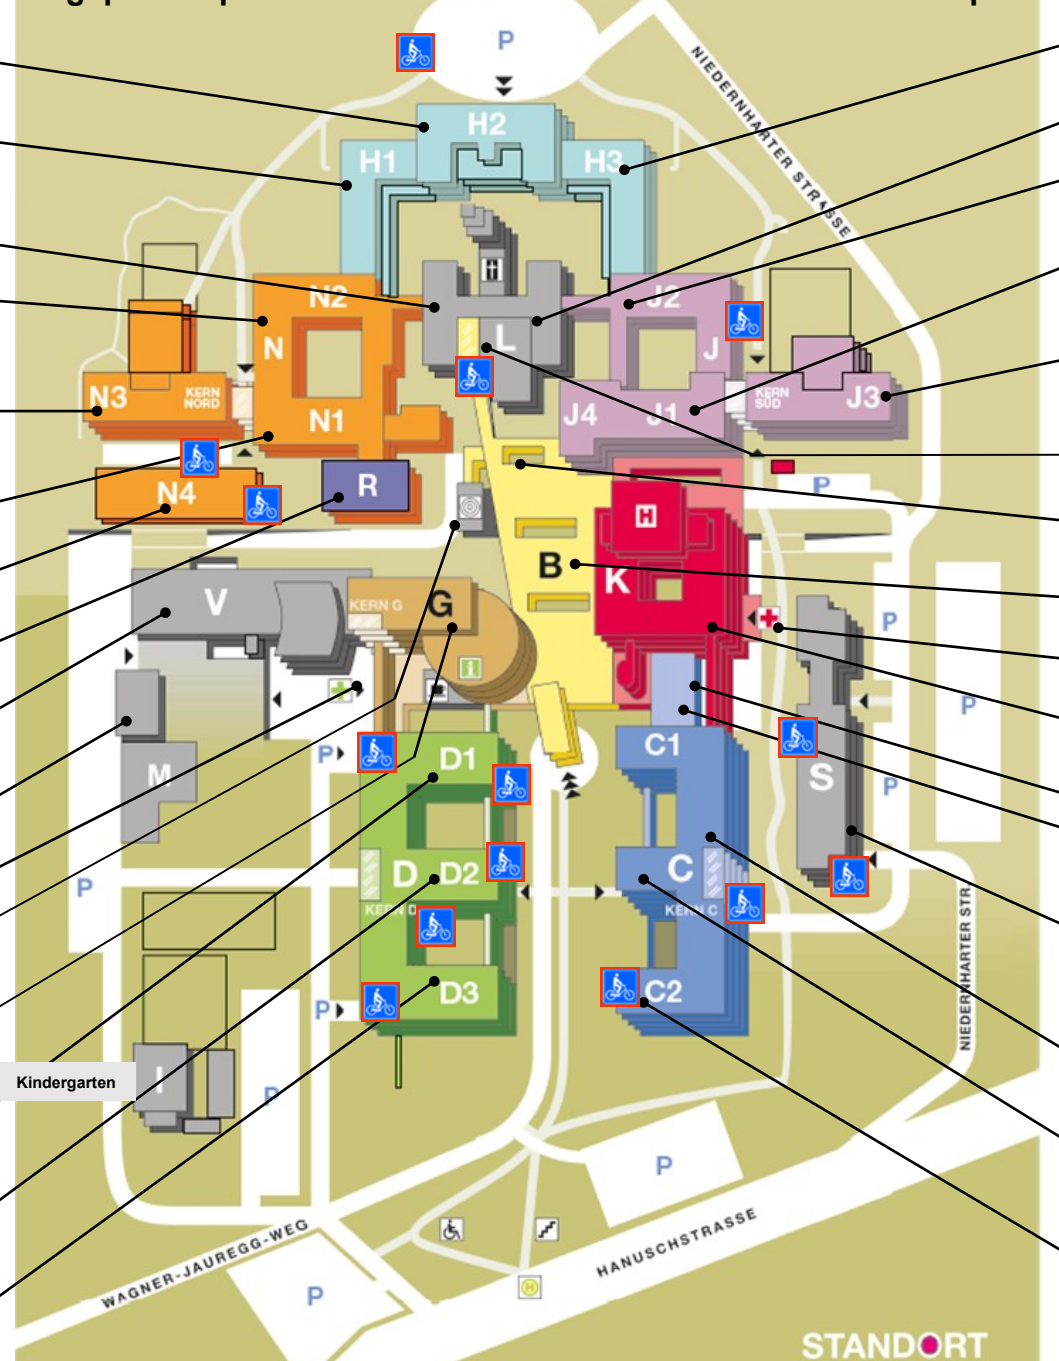 P
NIEDERNHARTER STRASSE
H2
H1
H3
N2
J2
N
L
J
N3
KERN
NORD
KERN
SÜD
J3
N1
J4
J1
R
N4
P
H
B
K
V
KERN G
G
P
i
P
P
D1
C1
M
S
P
D
D2
C
P
KERN D
KERN C
D3
C2
P
NIEDERNHARTER STR.
Kindergarten
I
P
P
WAGNER-JAUREGG-WEG
HANUSCHSTRASSE
H
P
STANDORT